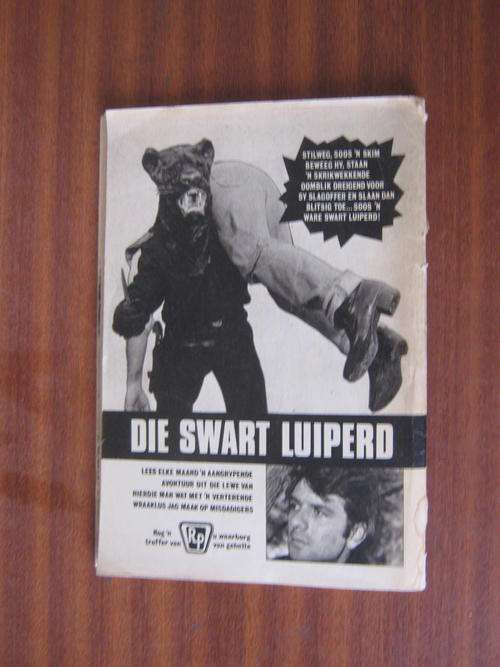 STILWEG, SOOS 'N SKIM
BEWEEG HY, STAAN
'N SKRIKWEKKENDE
OOMBLIK DREIGEND VOOR
SY SLAGOFFER EN SLAAN DAN
BLITSIG TOE... SOOS 'N
WARE SWART LUIPERD!
DIE SWART LUIPERD
LEES ELKE MAAND 'N AANGRYPENDE
AVONTUUR UIT DIE LEWE VAN
HIERDIE MAN WAT MET 'N VERTERENDE
WRAAKLUS JAG MAAK OP MISDADIGERS
Nog 'n
treffer van
Rp
'n waarborg
van gehalte